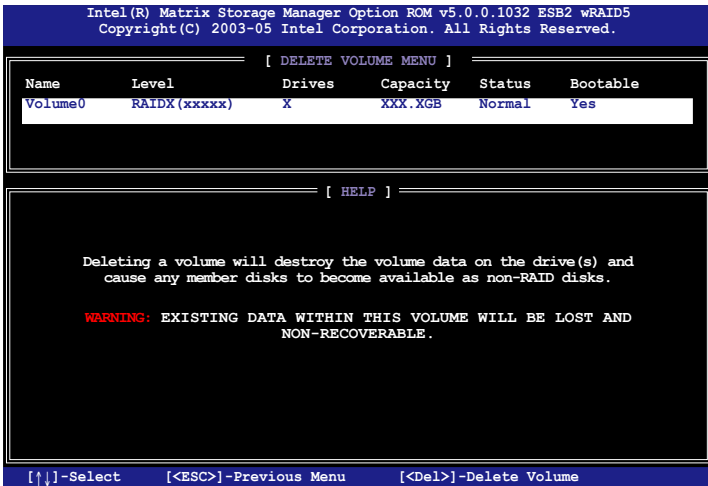 Intel(R) Matrix Storage Manager Option ROM v5.0.0.1032 ESB2 wRAID5
Copyright(C) 2003-05 Intel Corporation. All Rights Reserved.
[ DELETE VOLUME MENU ]
Name Level Drives Capacity Status Bootable
Volume0 RAIDX(xxxxx) X XXX.XGB Normal Yes
[ HELP ]
Deleting a volume will destroy the volume data on the drive(s) and
cause any member disks to become available as non-RAID disks.
WARNING: EXISTING DATA WITHIN THIS VOLUME WILL BE LOST AND
NON-RECOVERABLE.
[↑↓]-Select [<ESC>]-Previous Menu [<Del>]-Delete Volume